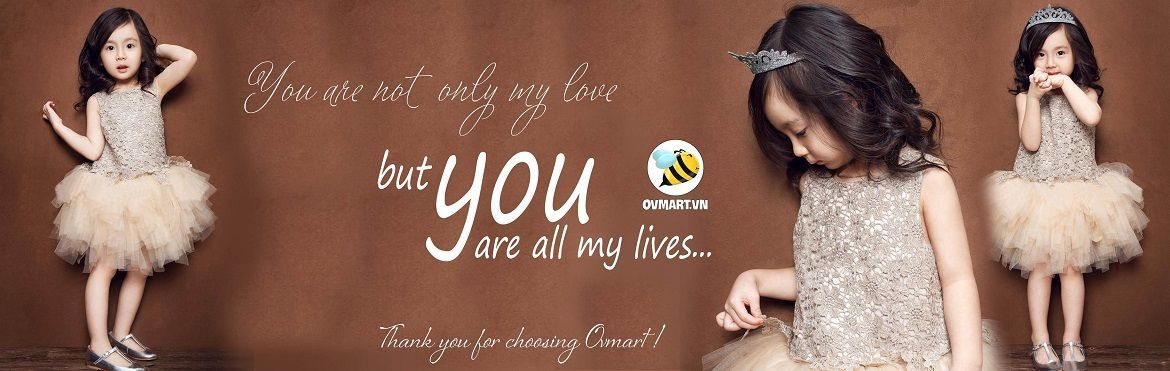 You are not only my love
but you
OVMART.VN
are all my lives...
Thank you for choosing Ovmart!